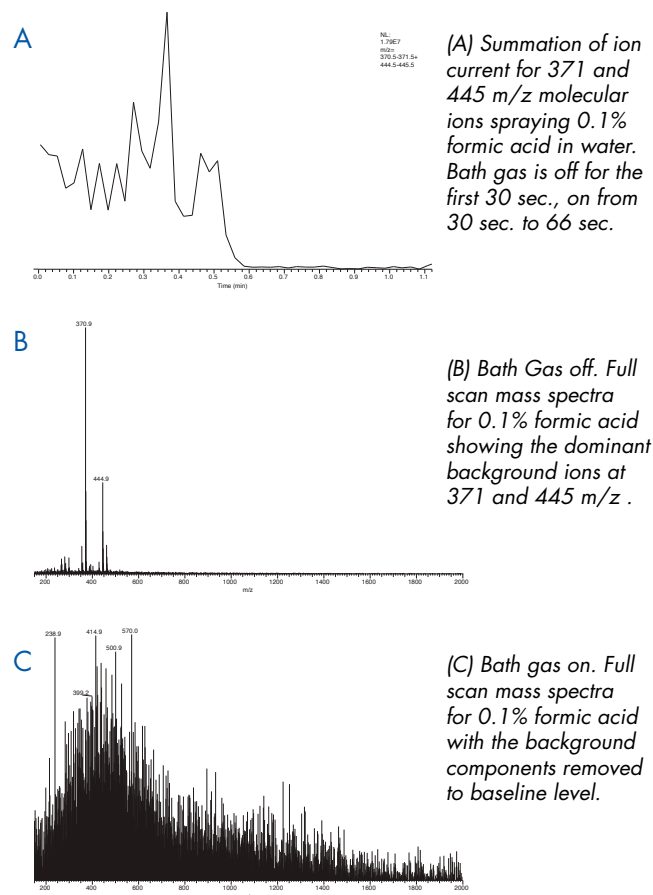 A
NL:
1.79E7
m/z=
370.5-371.5+
444.5-445.5
0.0 0.1 0.2 0.3 0.4 0.5 0.6 0.7 0.8 0.9 1.0 1.1
Time (min)
(A) Summation of ion
current for 371 and
445 m/z molecular
ions spraying 0.1%
formic acid in water.
Bath gas is off for the
first 30 sec., on from
30 sec. to 66 sec.
B
370.9
444.9
200 400 600 800 1000 1200 1400 1600 1800 2000
m/z
(B) Bath Gas off. Full
scan mass spectra
for 0.1% formic acid
showing the dominant
background ions at
371 and 445 m/z .
C
238.9 414.9 570.0
500.9
399.2
200 400 600 800 1000 1200 1400 1600 1800 2000
(C) Bath gas on. Full
scan mass spectra
for 0.1% formic acid
with the background
components removed
to baseline level.